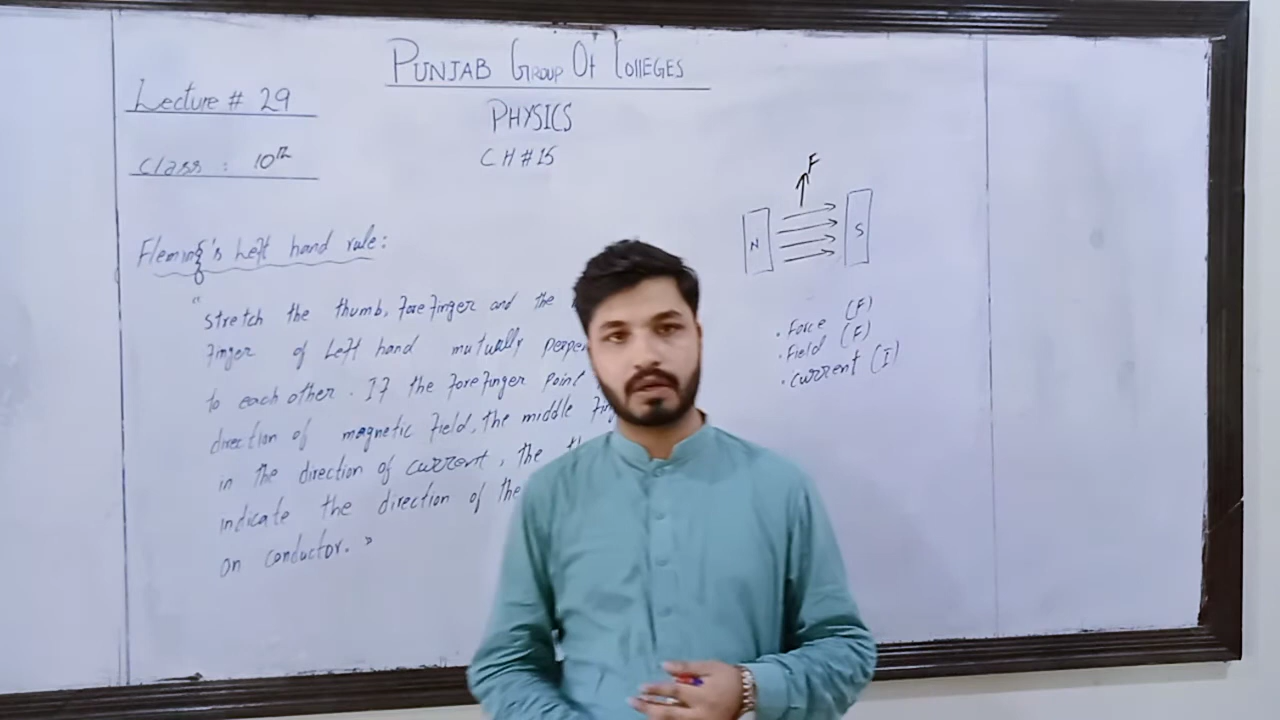 PUNJAB GROUP OF COllEGES
Lecture # 29
PHYSICS
Class : 10th
CH # 15
Fleming's Left hand rule:
"Stretch the thumb, forefinger and the
finger of Left hand mutually
to each other. If the forefinger point
direction of magnetic field, the middle
in the direction of current, the
indicate the direction of the
on conductor."
F
N
S
• Force (F)
• Field (F)
• current (I)